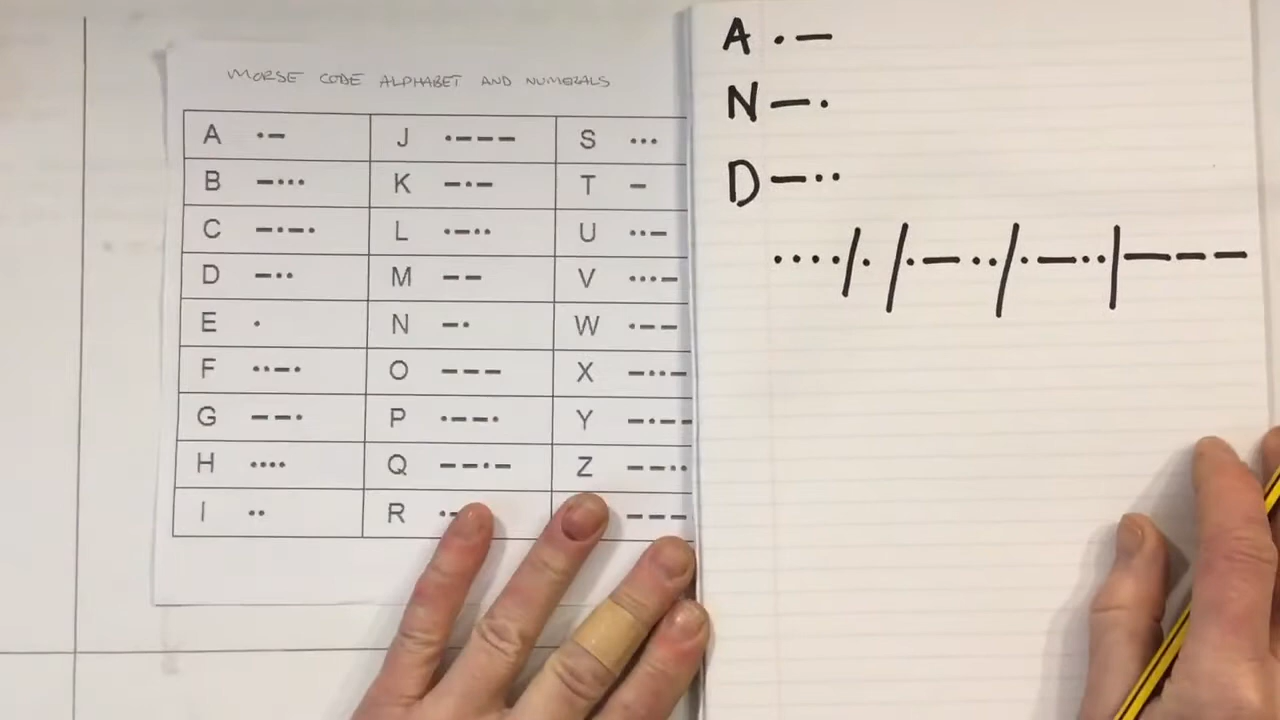 MORSE CODE ALPHABET AND NUMERALS
A ·− J ·−−− S ···
B −··· K −·− T −
C −·−· L ·−·· U ··−
D −·· M −− V ···−
E · N −· W ·−−
F ··−· O −−− X −··−
G −−· P ·−−· Y −·−−
H ···· Q −−·− Z −−··
I ·· R ·− −−−
A ·−
N −·
D −··
····/·/·−··/·−··|−−−